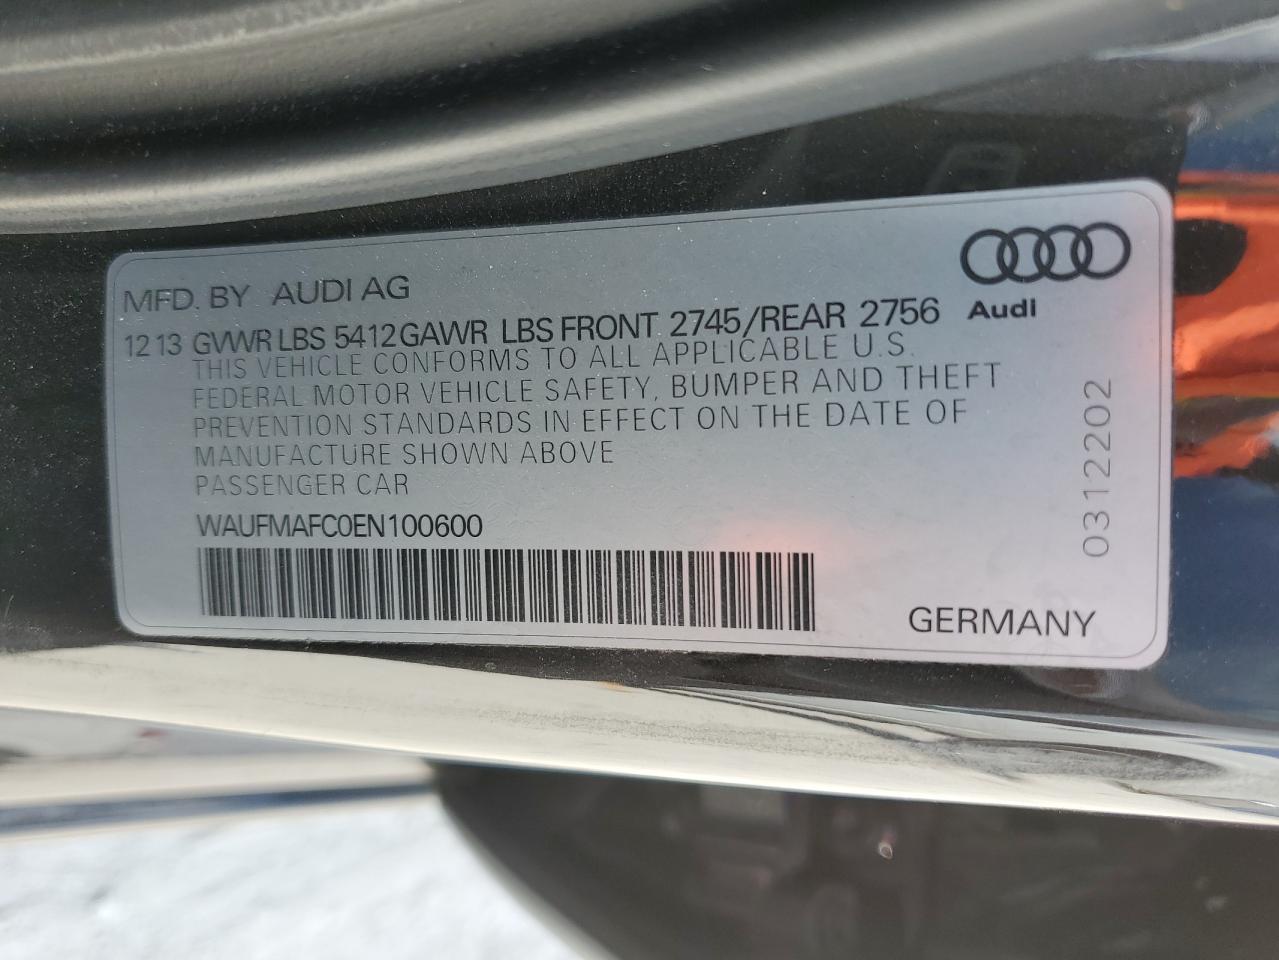 MFD. BY AUDI AG
Audi
12 13 GVWR LBS 5412 GAWR LBS FRONT 2745/REAR 2756
THIS VEHICLE CONFORMS TO ALL APPLICABLE U.S.
FEDERAL MOTOR VEHICLE SAFETY, BUMPER AND THEFT
PREVENTION STANDARDS IN EFFECT ON THE DATE OF
MANUFACTURE SHOWN ABOVE
PASSENGER CAR
WAUFMAFC0EN100600
GERMANY
0312202